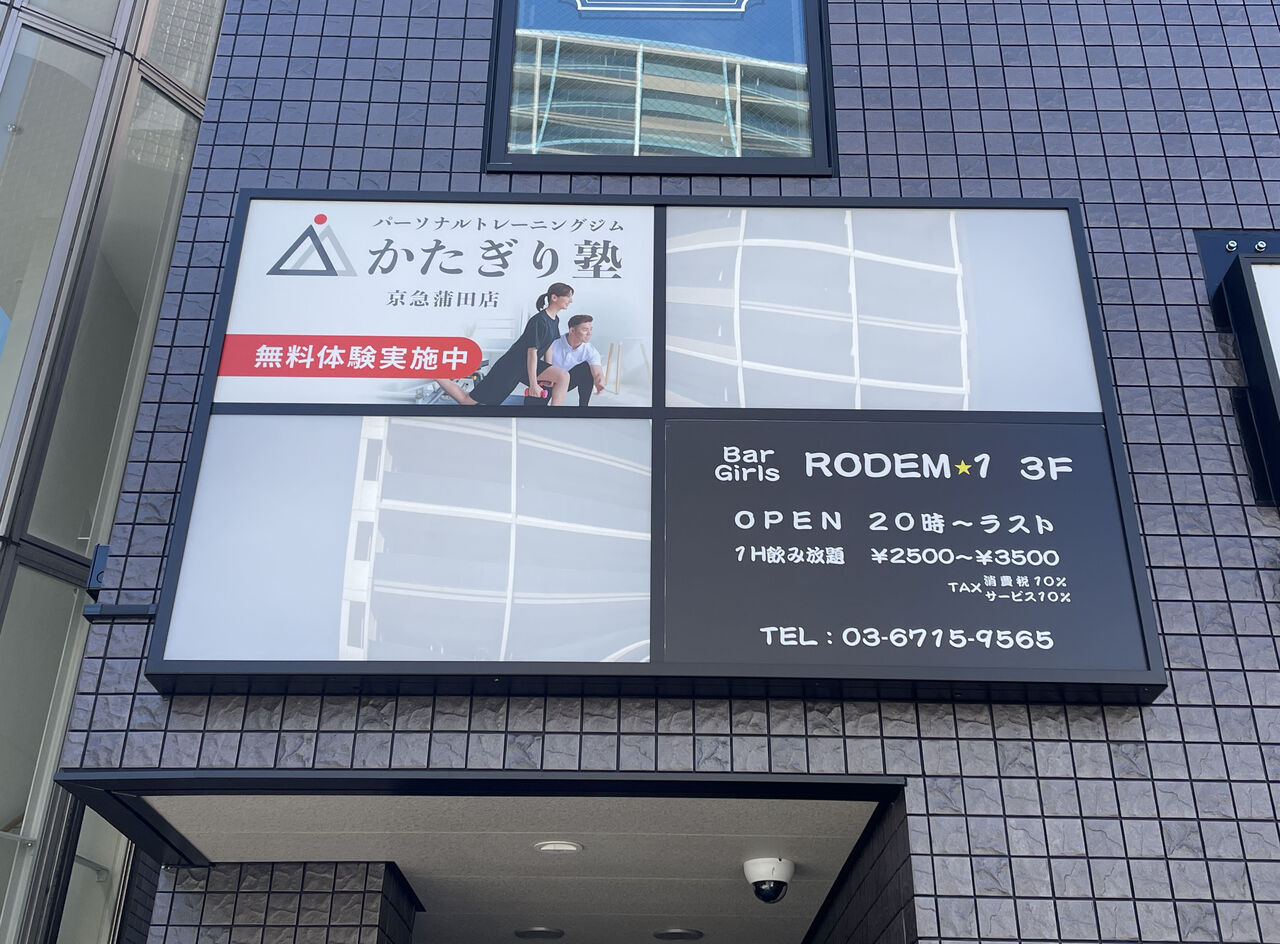 パーソナルトレーニングジム
かたぎり塾
京急蒲田店
無料体験実施中
Bar Girls RODEM★1 3F
OPEN 20時〜ラスト
1H飲み放題 ¥2500〜¥3500
TAX 消費税10%
サービス10%
TEL：03-6715-9565